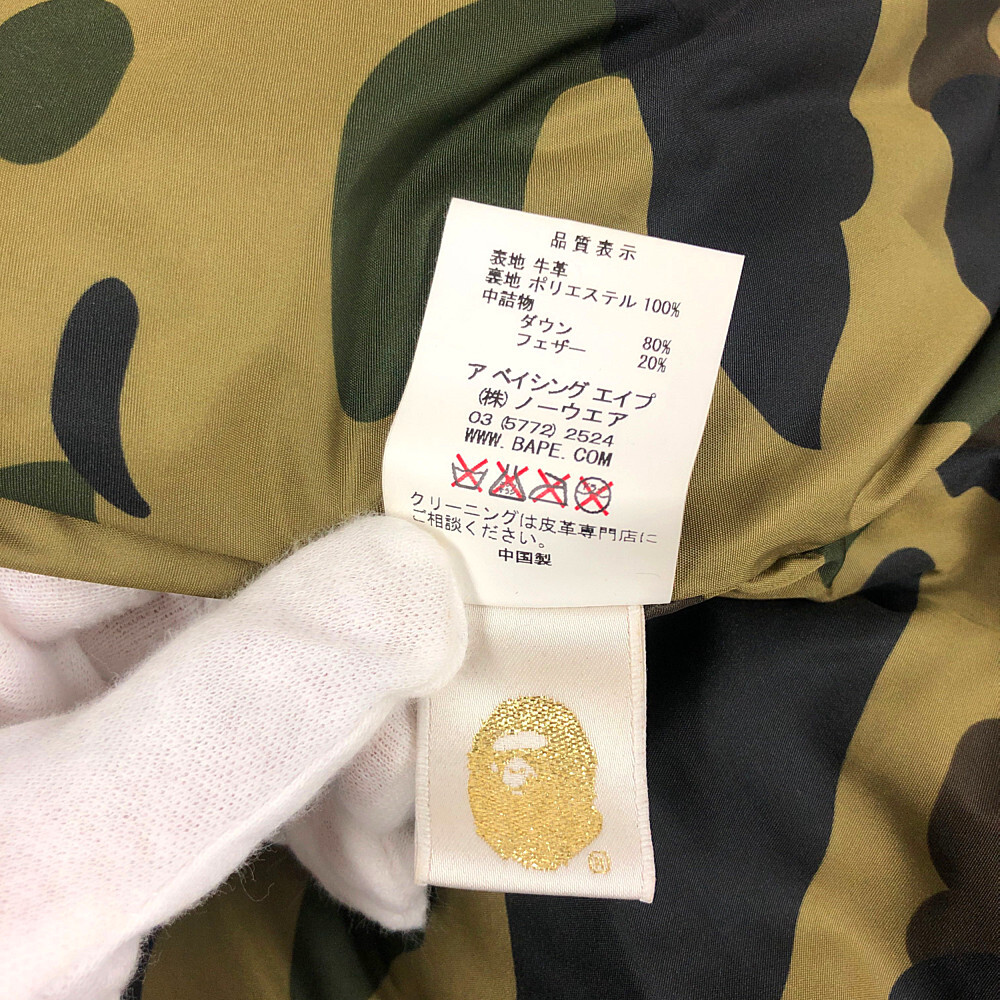 品質表示
表地 牛革
裏地 ポリエステル 100%
中詰物
ダウン 80%
フェザー 20%
ア ベイシング エイプ
(株) ノーウエア
03 (5772) 2524
WWW. BAPE. COM
クリーニングは皮革専門店に
ご相談ください。
中国製
®